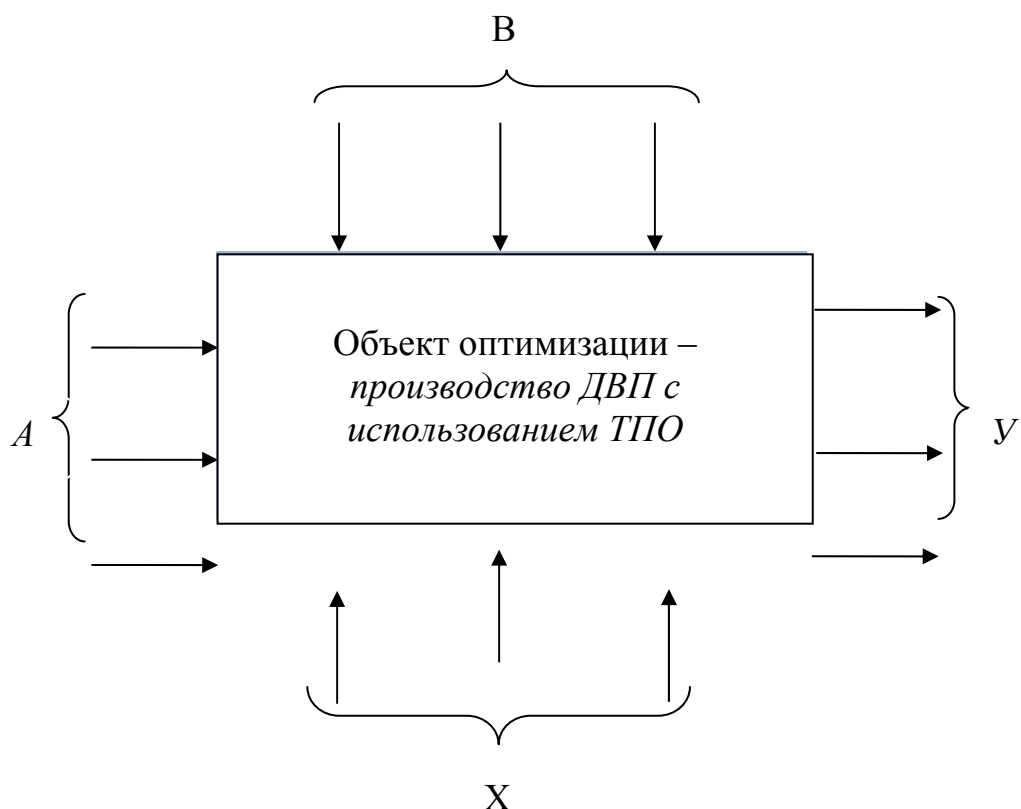 В
Объект оптимизации –
производство ДВП с
использованием ТПО
А
У
Х